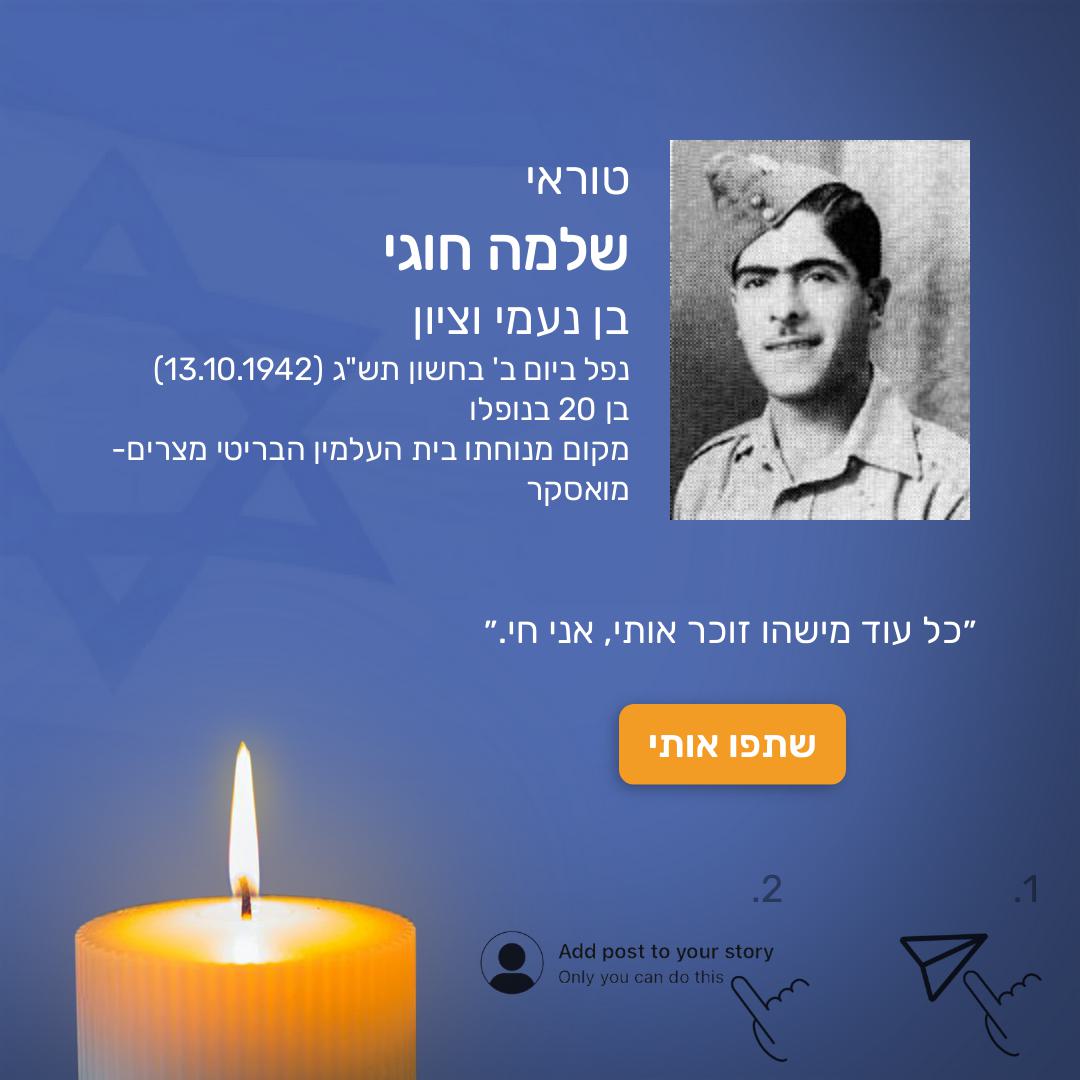 טוראי
שלמה חוגי
בן נעמי וציון
נפל ביום ב' בחשוון תש"ג (13.10.1942)
בן 20 בנופלו
מקום מנוחתו בית העלמין הבריטי מצרים-
מואסקר
״כל עוד מישהו זוכר אותי, אני חי.״
שתפו אותי
1.
2.
Add post to your story
Only you can do this